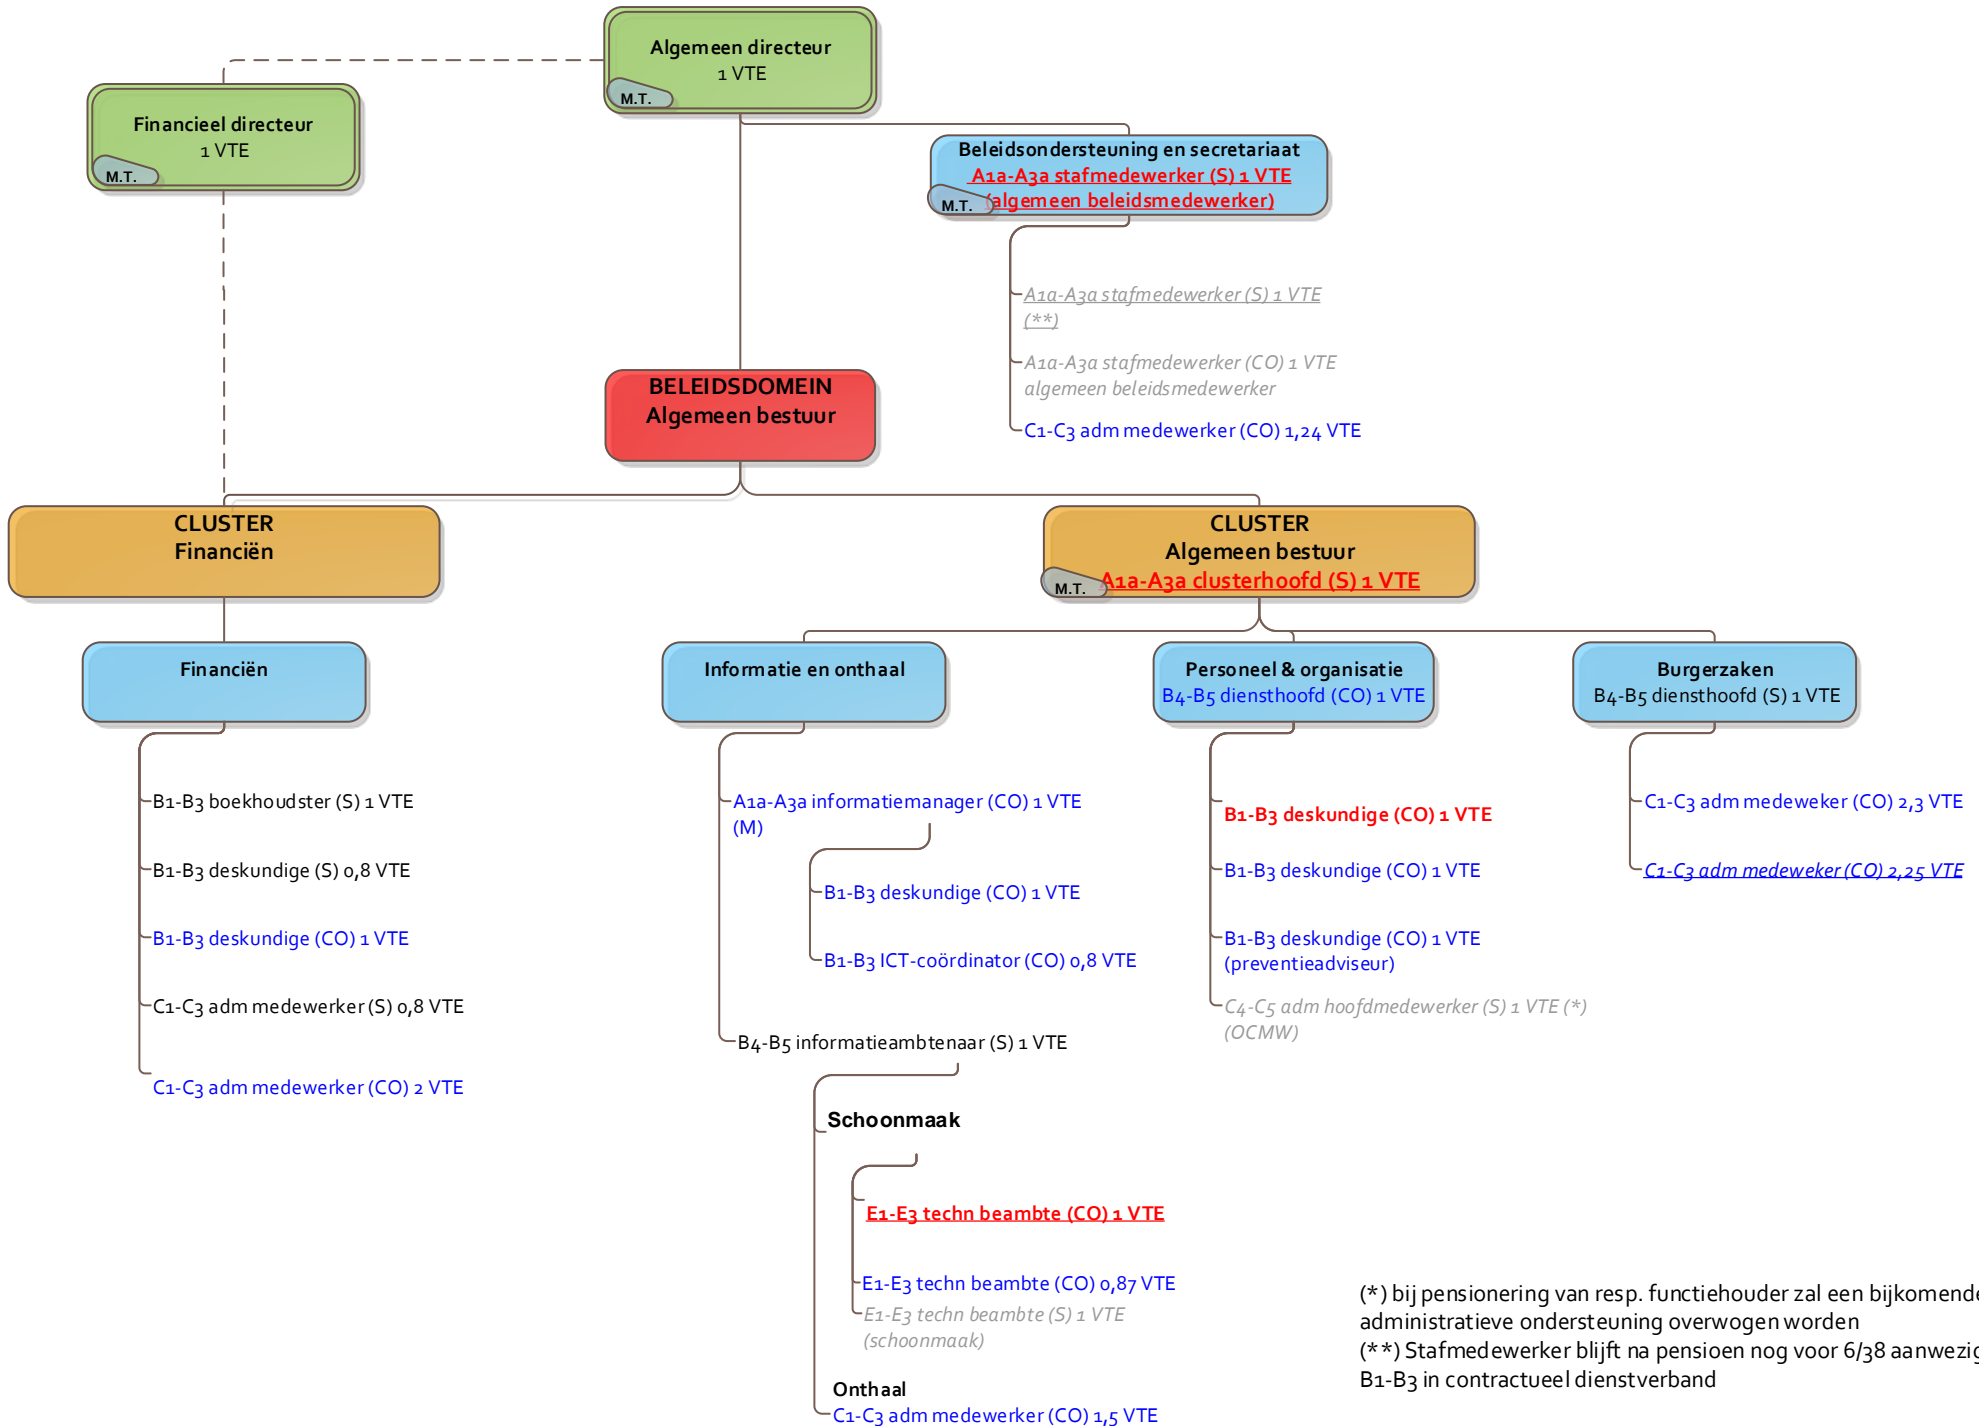 Algemeen directeur
1 VTE
M.T.
Financieel directeur
1 VTE
M.T.
Beleidsondersteuning en secretariaat
A1a-A3a stafmedewerker (S) 1 VTE
(algemeen beleidsmedewerker)
M.T.
A1a-A3a stafmedewerker (S) 1 VTE
(**)
A1a-A3a stafmedewerker (CO) 1 VTE
algemeen beleidsmedewerker
C1-C3 adm medewerker (CO) 1,24 VTE
BELEIDSDOMEIN
Algemeen bestuur
CLUSTER
Financiën
CLUSTER
Algemeen bestuur
A1a-A3a clusterhoofd (S) 1 VTE
M.T.
Financiën
B1-B3 boekhoudster (S) 1 VTE
B1-B3 deskundige (S) 0,8 VTE
B1-B3 deskundige (CO) 1 VTE
C1-C3 adm medewerker (S) 0,8 VTE
C1-C3 adm medewerker (CO) 2 VTE
Informatie en onthaal
A1a-A3a informatiemanager (CO) 1 VTE
(M)
B1-B3 deskundige (CO) 1 VTE
B1-B3 ICT-coördinator (CO) 0,8 VTE
B4-B5 informatieambtenaar (S) 1 VTE
Schoonmaak
E1-E3 techn beambte (CO) 1 VTE
E1-E3 techn beambte (CO) 0,87 VTE
E1-E3 techn beambte (S) 1 VTE
(schoonmaak)
Onthaal
C1-C3 adm medewerker (CO) 1,5 VTE
Personeel & organisatie
B4-B5 diensthoofd (CO) 1 VTE
B1-B3 deskundige (CO) 1 VTE
B1-B3 deskundige (CO) 1 VTE
B1-B3 deskundige (CO) 1 VTE
(preventieadviseur)
C4-C5 adm hoofdmedewerker (S) 1 VTE (*)
(OCMW)
Burgerzaken
B4-B5 diensthoofd (S) 1 VTE
C1-C3 adm medeweker (CO) 2,3 VTE
C1-C3 adm medeweker (CO) 2,25 VTE
(*) bij pensionering van resp. functiehouder zal een bijkomende
administratieve ondersteuning overwogen worden
(**) Stafmedewerker blijft na pensioen nog voor 6/38 aanwezig
B1-B3 in contractueel dienstverband